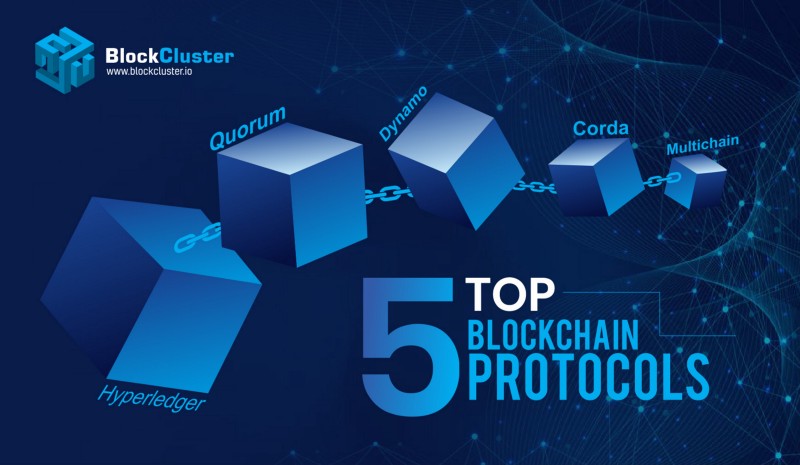 BlockCluster
www.blockcluster.io
Quorum
Dynamo
Corda
Multichain
Hyperledger
5 TOP
BLOCKCHAIN
PROTOCOLS